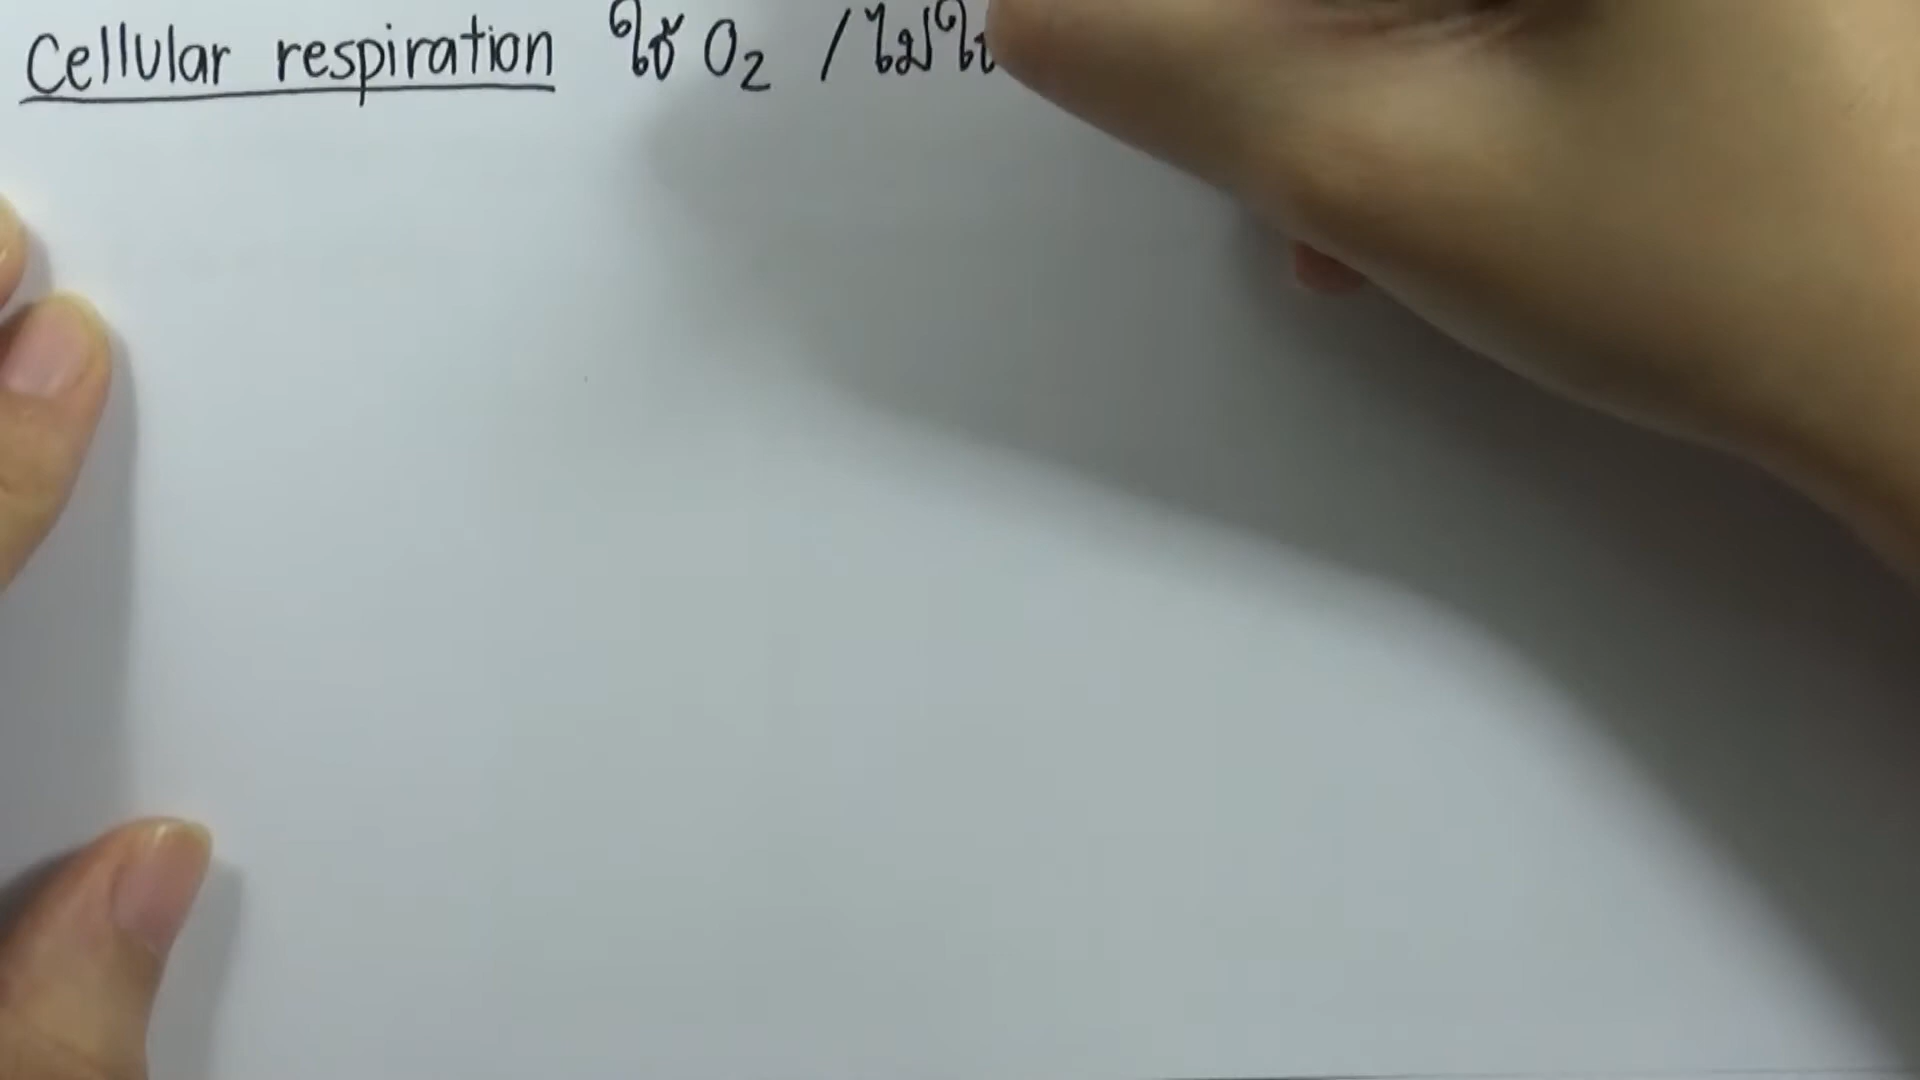 Cellular respiration ใช้ O₂ / ไม่